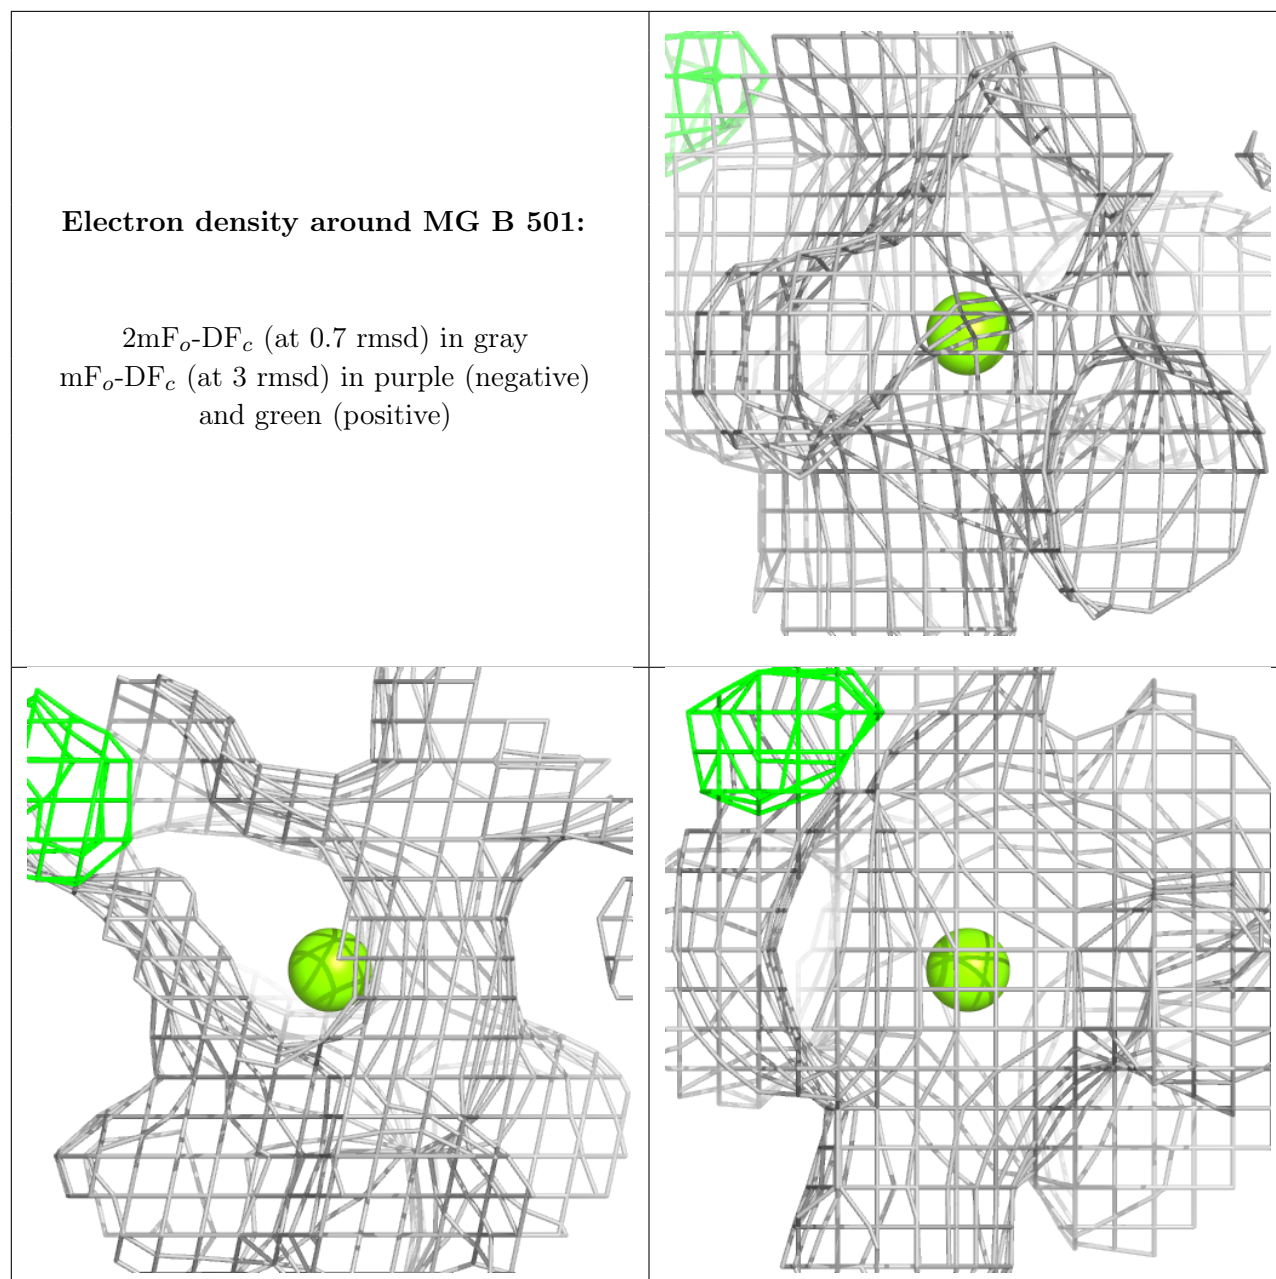 Electron density around MG B 501:
2mFo-DFc (at 0.7 rmsd) in gray
mFo-DFc (at 3 rmsd) in purple (negative)
and green (positive)